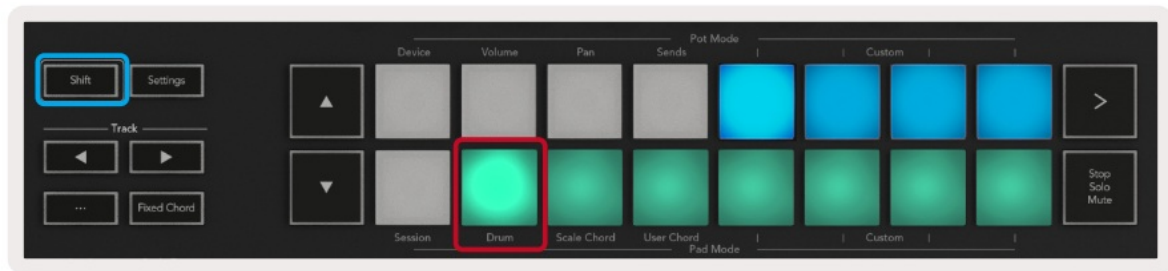 Pot Mode
Device Volume Pan Sends Custom
Shift Settings
▲
>
Track
◀ ▶
▼
Stop
Solo
Mute
... Fixed Chord
Session Drum Scale Chord User Chord Custom
Pad Mode